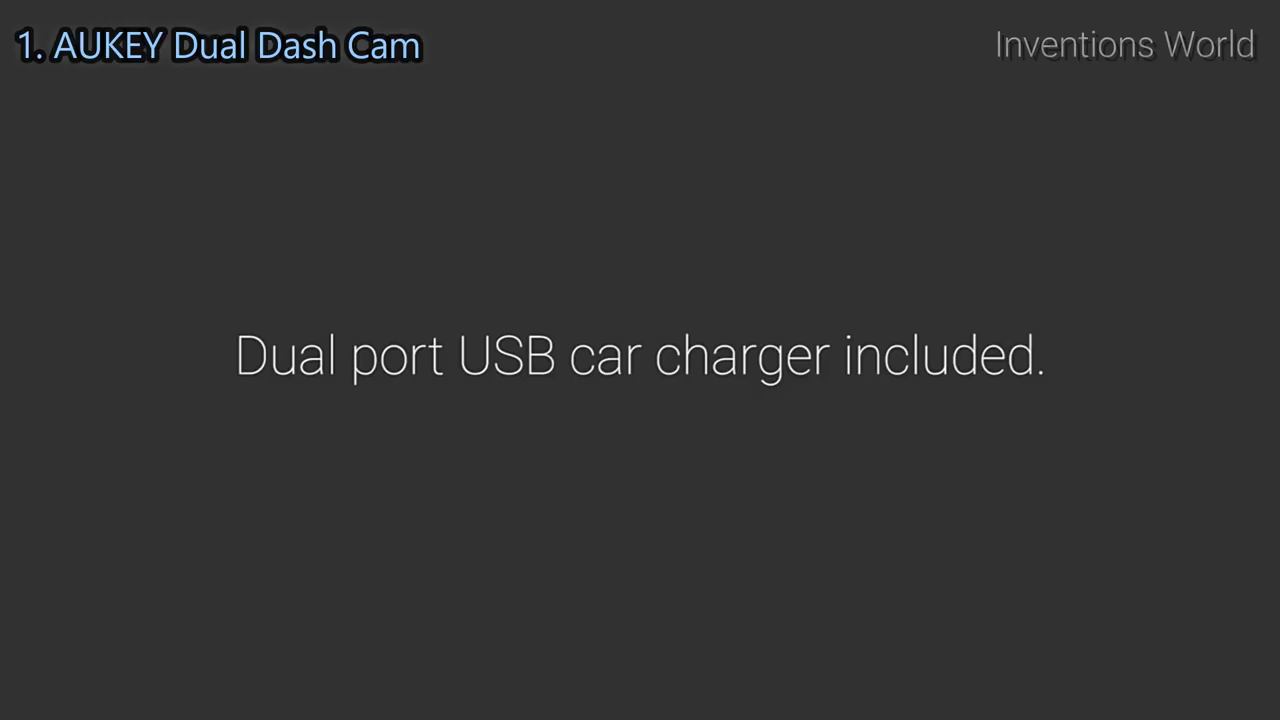 1. AUKEY Dual Dash Cam
Inventions World
Dual port USB car charger included.